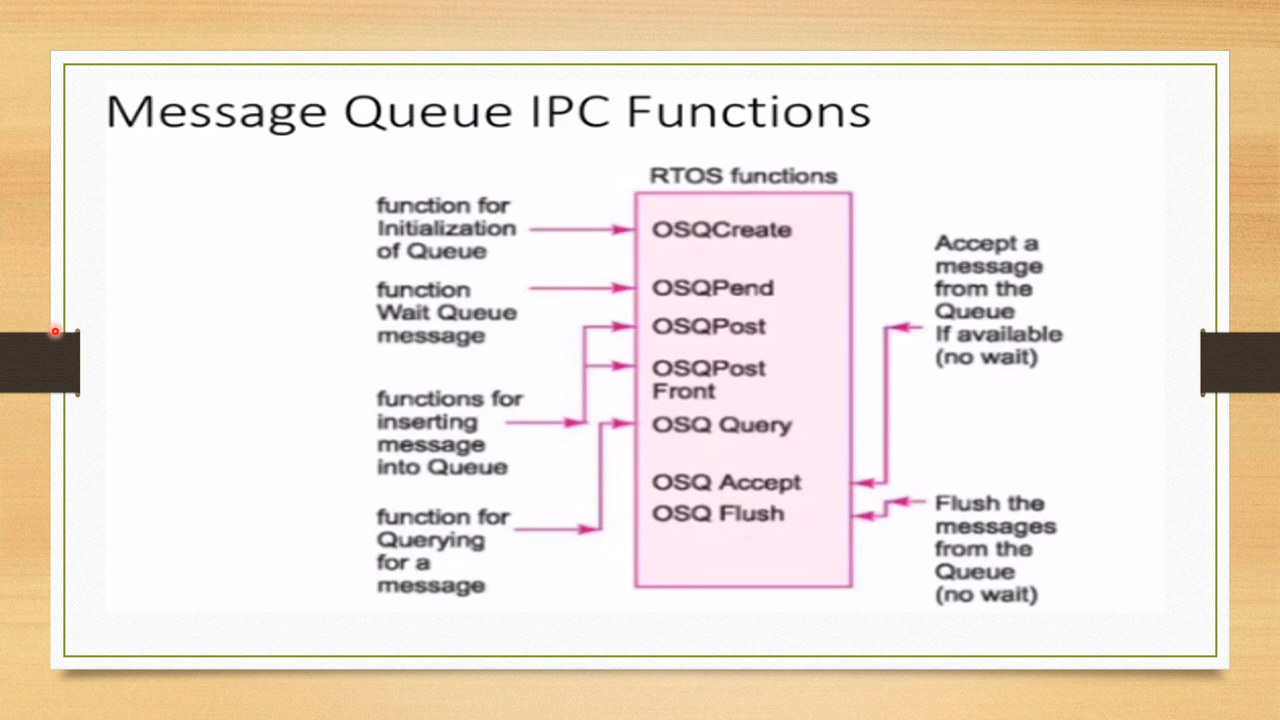 Message Queue IPC Functions
RTOS functions
function for
Initialization
of Queue
function
Wait Queue
message
functions for
inserting
message
into Queue
function for
Querying
for a
message
OSQCreate
OSQPend
OSQPost
OSQPost
Front
OSQ Query
OSQ Accept
OSQ Flush
Accept a
message
from the
Queue
If available
(no wait)
Flush the
messages
from the
Queue
(no wait)